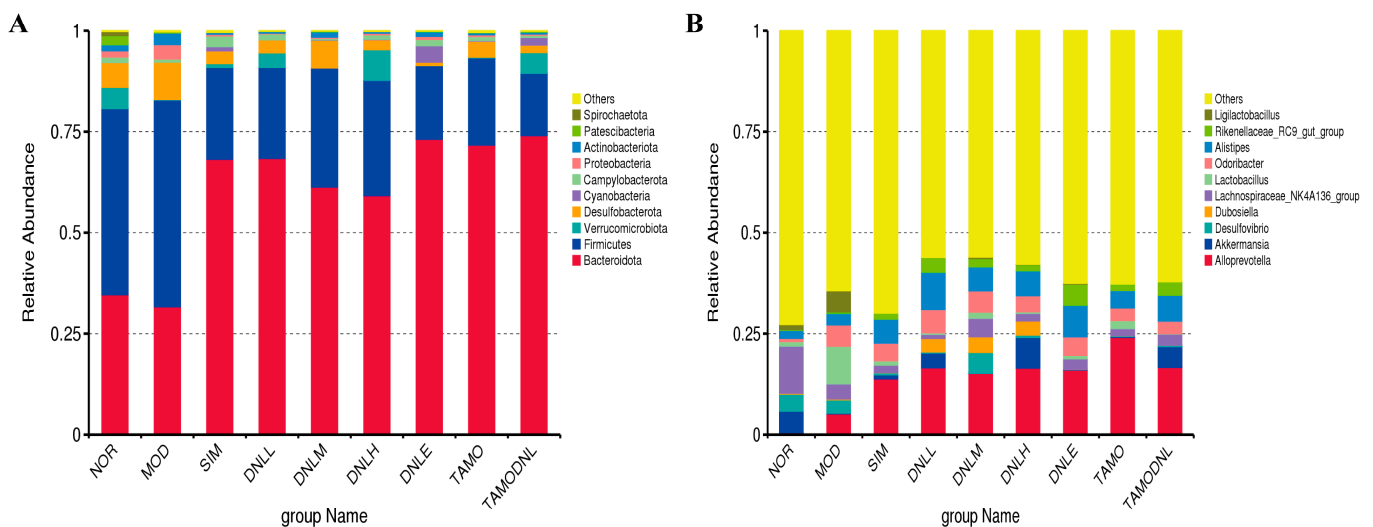 A
Relative Abundance
1
0.75
0.5
0.25
0
NOR
MOD
SIM
DNLL
DNLM
DNLH
DNLE
TAMO
TAMODNL
group Name
Others
Spirochaetota
Patescibacteria
Actinobacteriota
Proteobacteria
Campylobacterota
Cyanobacteria
Desulfobacterota
Verrucomicrobiota
Firmicutes
Bacteroidota
B
Relative Abundance
1
0.75
0.5
0.25
0
NOR
MOD
SIM
DNLL
DNLM
DNLH
DNLE
TAMO
TAMODNL
group Name
Others
Ligilactobacillus
Rikenellaceae_RC9_gut_group
Alistipes
Odoribacter
Lactobacillus
Lachnospiraceae_NK4A136_group
Dubosiella
Desulfovibrio
Akkermansia
Alloprevotella